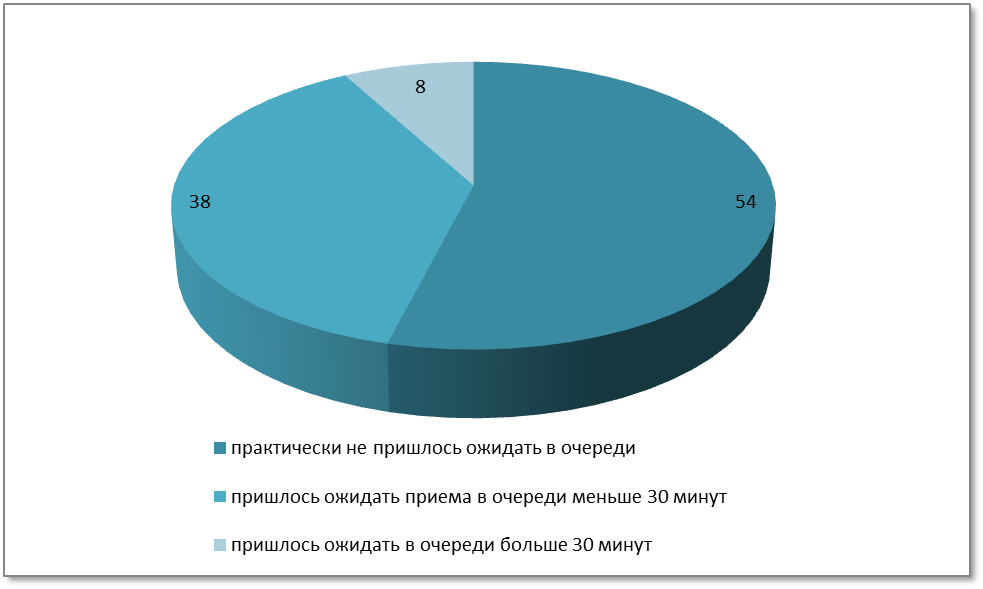 8
38
54
практически не пришлось ожидать в очереди
пришлось ожидать приема в очереди меньше 30 минут
пришлось ожидать в очереди больше 30 минут